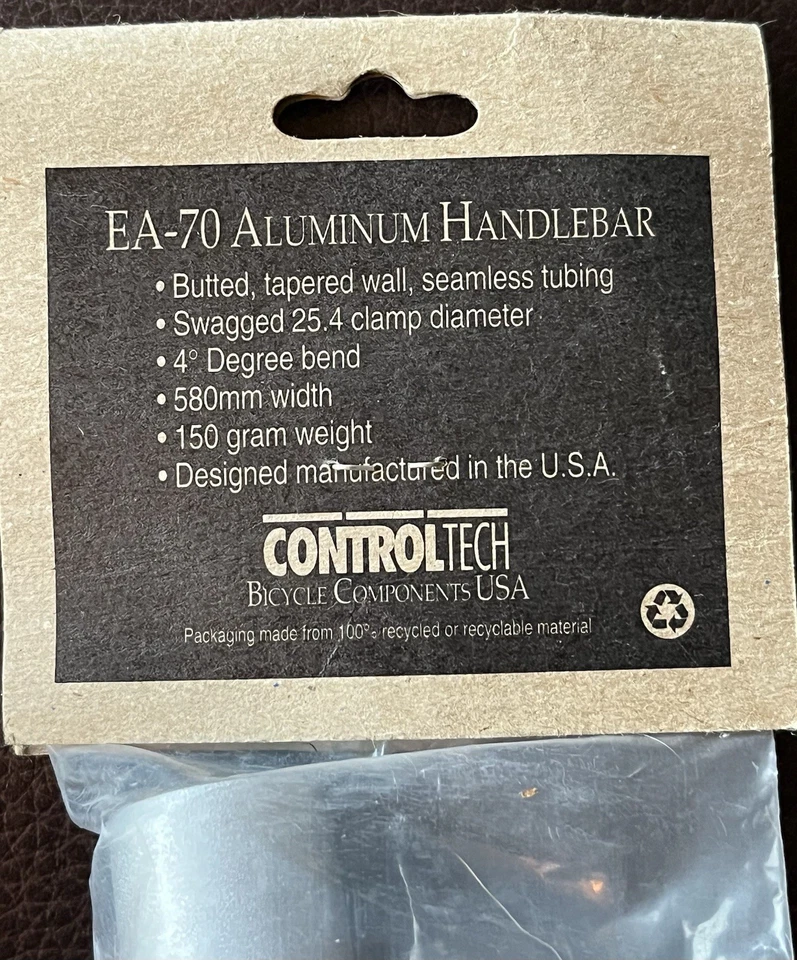 EA-70 ALUMINUM HANDLEBAR
• Butted, tapered wall, seamless tubing
• Swagged 25.4 clamp diameter
• 4° Degree bend
• 580mm width
• 150 gram weight
• Designed manufactured in the U.S.A.
CONTROLTECH
BICYCLE COMPONENTS USA
Packaging made from 100% recycled or recyclable material